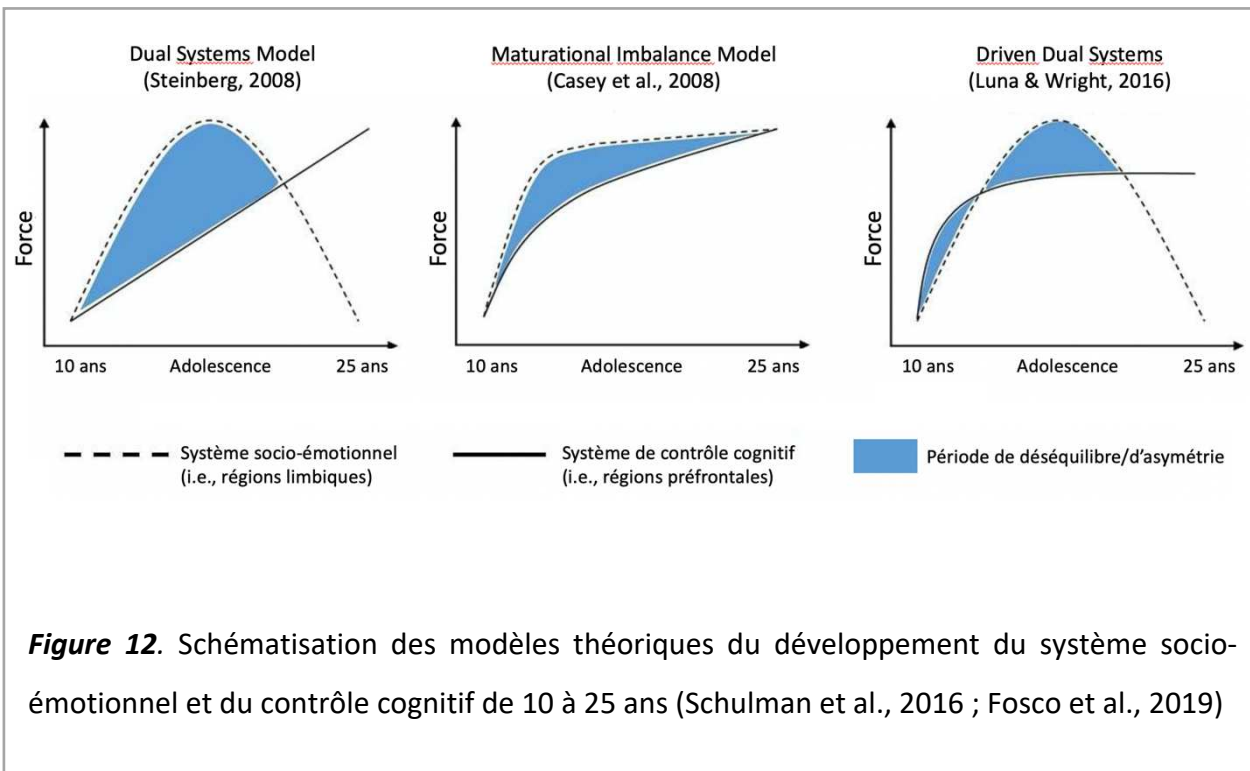 Dual Systems Model
(Steinberg, 2008)
Maturational Imbalance Model
(Casey et al., 2008)
Driven Dual Systems
(Luna & Wright, 2016)
Force
Force
Force
10 ans
Adolescence
25 ans
10 ans
Adolescence
25 ans
10 ans
Adolescence
25 ans
Système socio-émotionnel
(i.e., régions limbiques)
Système de contrôle cognitif
(i.e., régions préfrontales)
Période de déséquilibre/d’asymétrie
Figure 12. Schématisation des modèles théoriques du développement du système socio-
émotionnel et du contrôle cognitif de 10 à 25 ans (Schulman et al., 2016 ; Fosco et al., 2019)